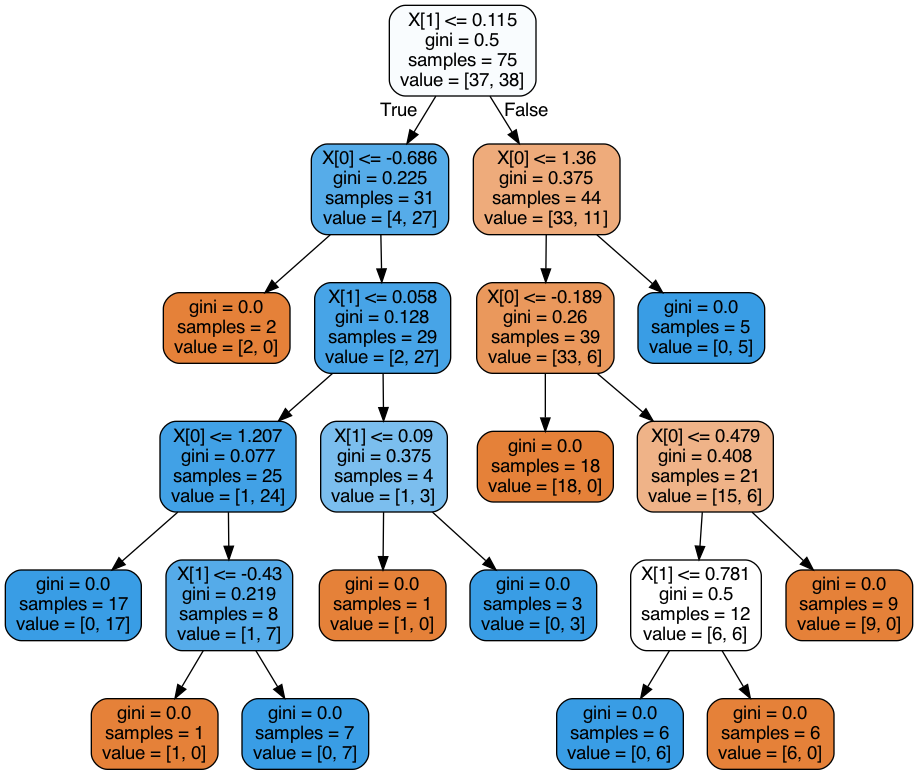 X[1] <= 0.115
gini = 0.5
samples = 75
value = [37, 38]
True
False
X[0] <= -0.686
gini = 0.225
samples = 31
value = [4, 27]
X[0] <= 1.36
gini = 0.375
samples = 44
value = [33, 11]
gini = 0.0
samples = 2
value = [2, 0]
X[1] <= 0.058
gini = 0.128
samples = 29
value = [2, 27]
X[0] <= -0.189
gini = 0.26
samples = 39
value = [33, 6]
gini = 0.0
samples = 5
value = [0, 5]
X[0] <= 1.207
gini = 0.077
samples = 25
value = [1, 24]
X[1] <= 0.09
gini = 0.375
samples = 4
value = [1, 3]
gini = 0.0
samples = 18
value = [18, 0]
X[0] <= 0.479
gini = 0.408
samples = 21
value = [15, 6]
gini = 0.0
samples = 17
value = [0, 17]
X[1] <= -0.43
gini = 0.219
samples = 8
value = [1, 7]
gini = 0.0
samples = 1
value = [1, 0]
gini = 0.0
samples = 3
value = [0, 3]
X[1] <= 0.781
gini = 0.5
samples = 12
value = [6, 6]
gini = 0.0
samples = 9
value = [9, 0]
gini = 0.0
samples = 1
value = [1, 0]
gini = 0.0
samples = 7
value = [0, 7]
gini = 0.0
samples = 6
value = [0, 6]
gini = 0.0
samples = 6
value = [6, 0]